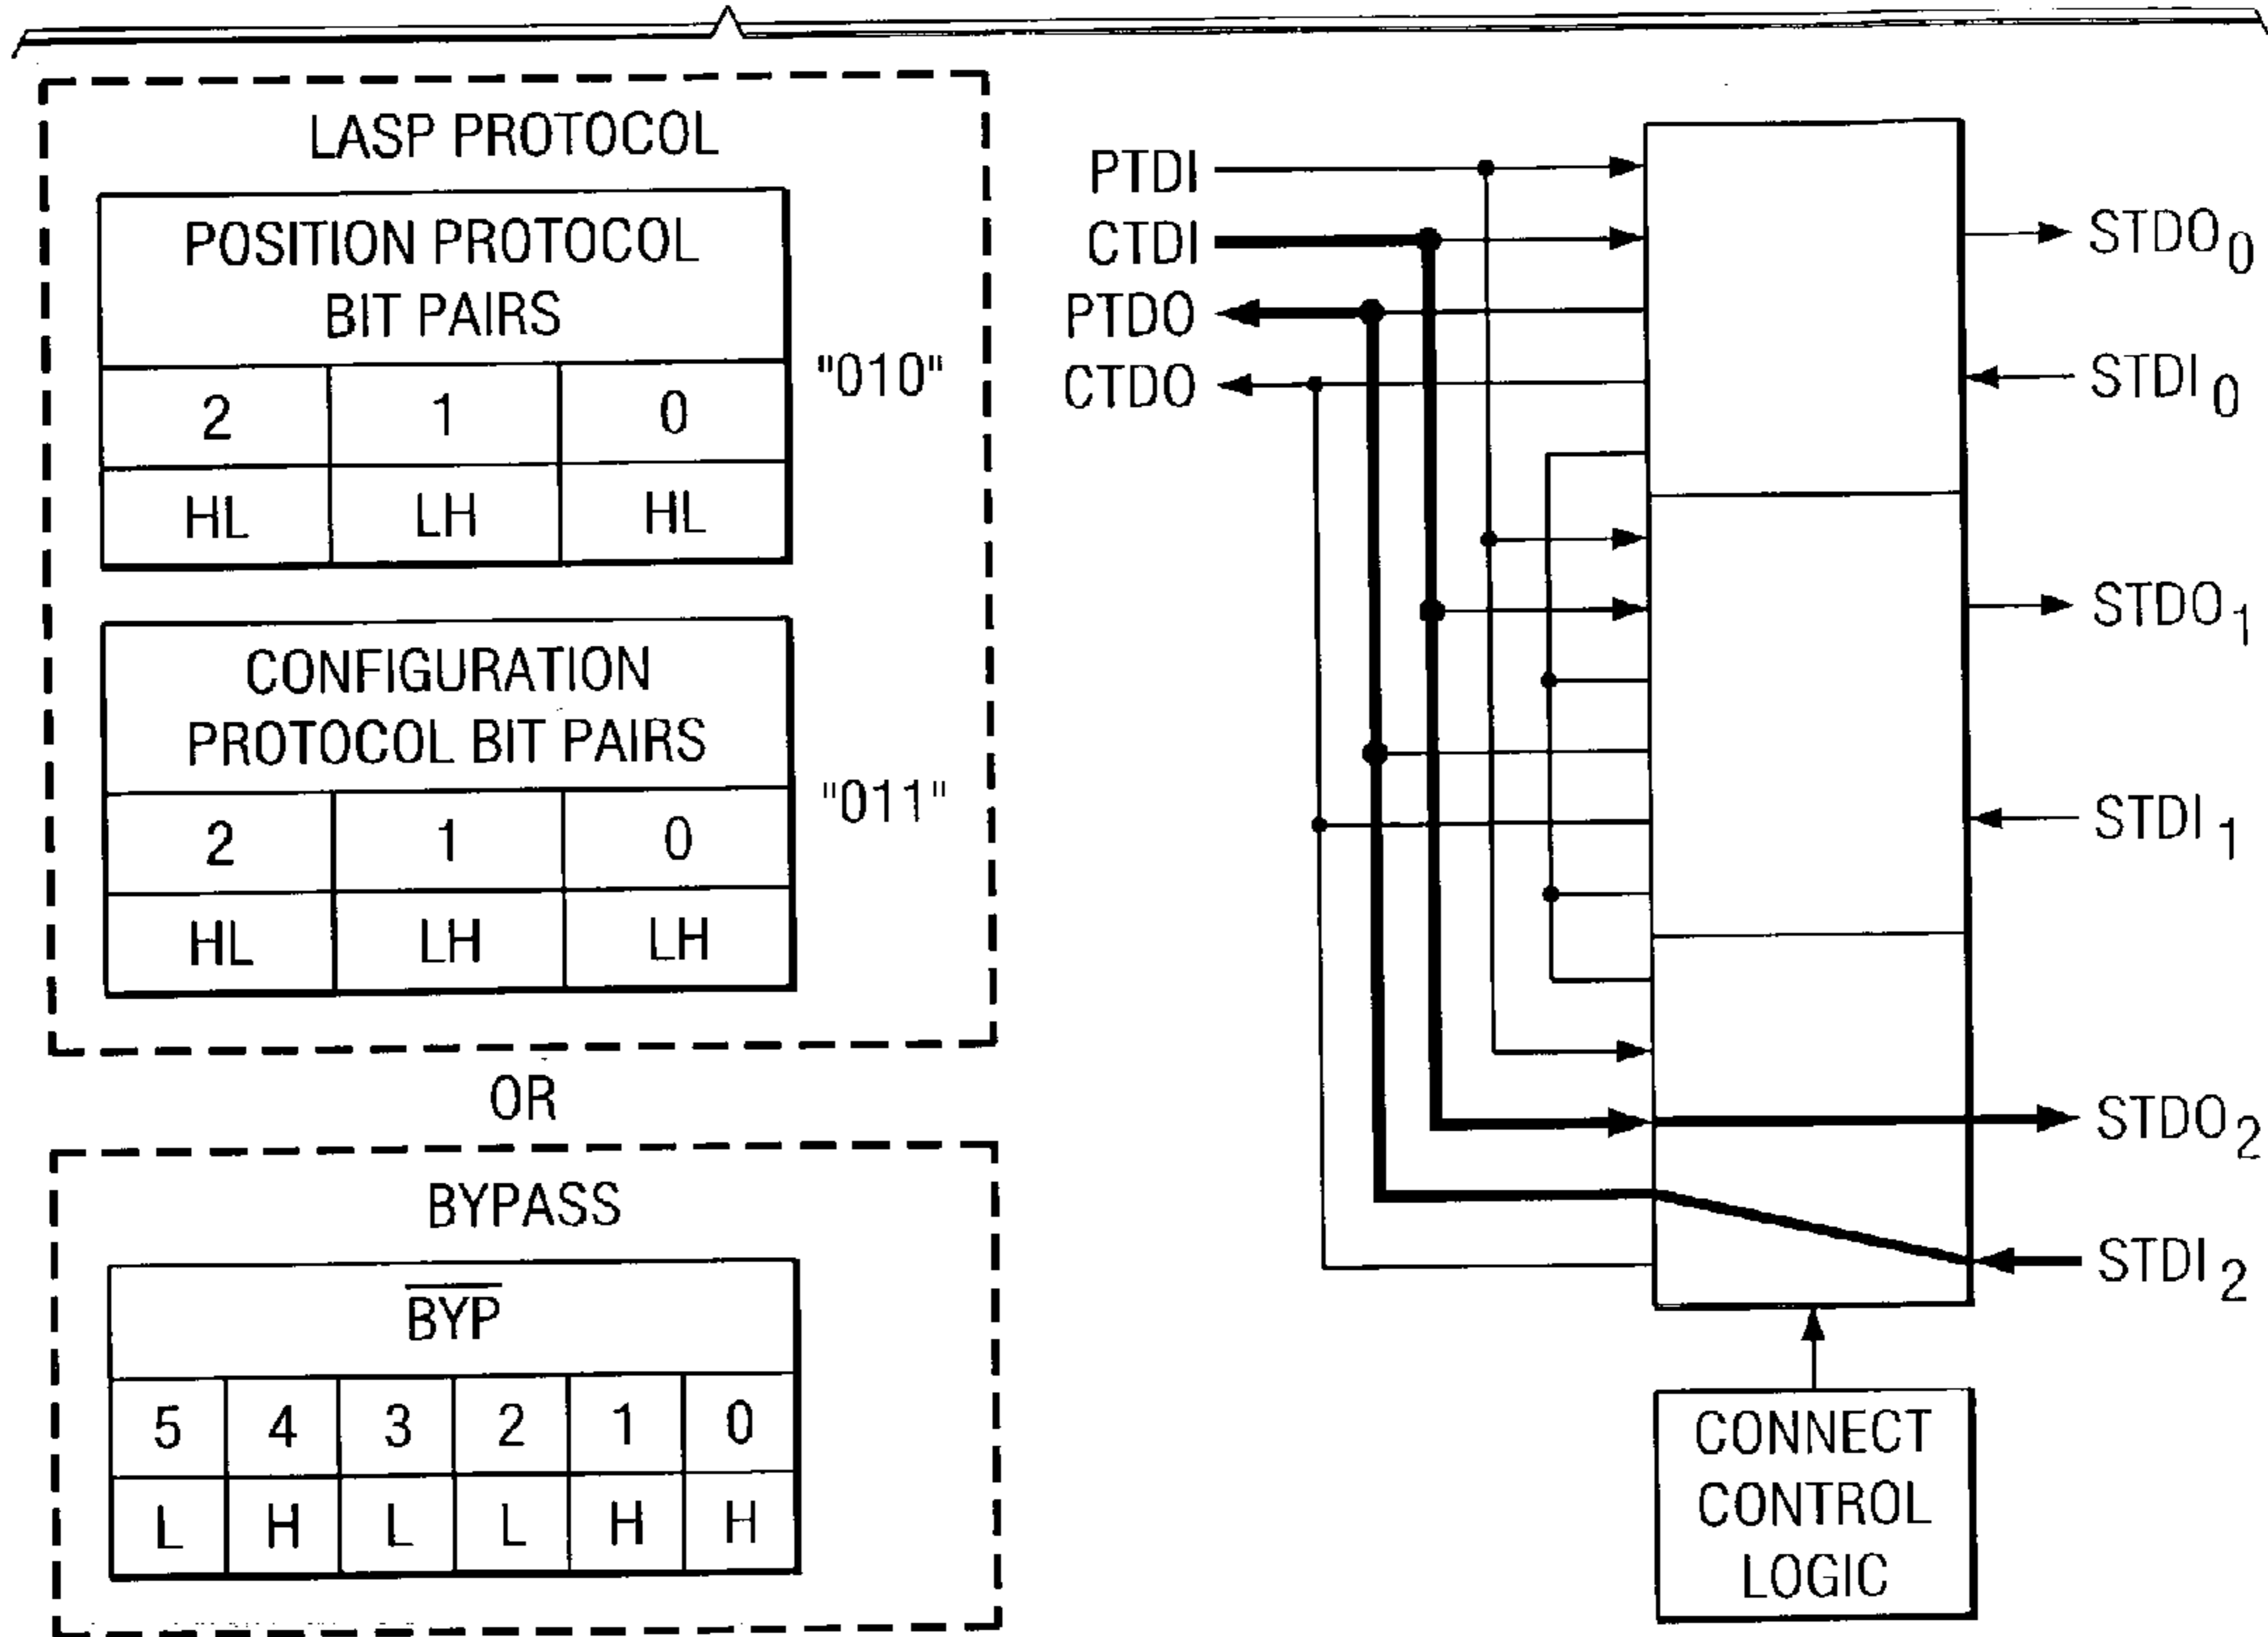 LASP PROTOCOL
POSITION PROTOCOL
BIT PAIRS
2 1 0
HL LH HL
"010"
CONFIGURATION
PROTOCOL BIT PAIRS
2 1 0
HL LH LH
"011"
OR
BYPASS
BYP
5 4 3 2 1 0
L H L L H H
PTDI
CTDI
PTDO
CTDO
STDO0
STDI0
STDO1
STDI1
STDO2
STDI2
CONNECT
CONTROL
LOGIC